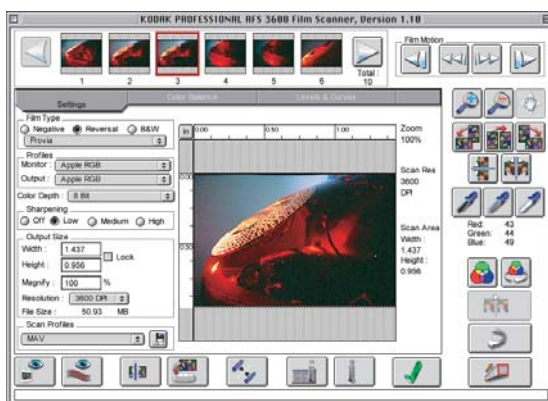 KODAK PROFESSIONAL RFS 3600 Film Scanner, Version 1.10
Film Motion
1 2 3 4 5 6 Total: 10
Settings Color Balance Levels & Curves
Film Type
Negative Reversal B&W
Provia
Profiles
Monitor: Apple RGB
Output: Apple RGB
Color Depth: 8 Bit
Sharpening
Off Low Medium High
Output Size
Width: 1.437
Lock
Height: 0.956
Magnify: 100 %
Resolution: 3600 DPI
File Size: 50.93 MB
Scan Profiles
MAV
in 0.00 0.50 1.00
0.00
0.50
Zoom
100%
Scan Res
3600
DPI
Scan Area
Width:
1.437
Height:
0.956
Red: 43
Green: 44
Blue: 49